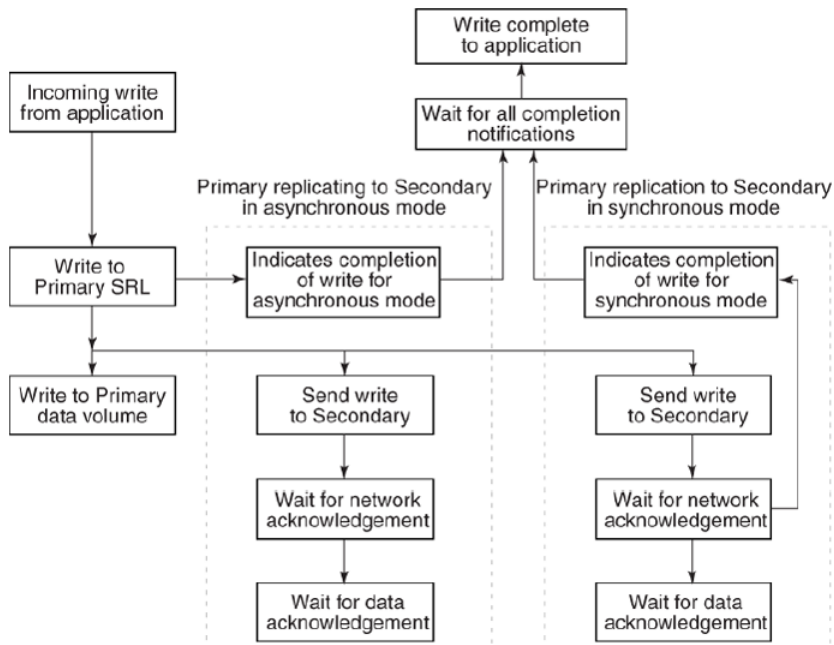 Write complete
to application
Incoming write
from application
Wait for all completion
notifications
Primary replicating to Secondary
in asynchronous mode
Primary replication to Secondary
in synchronous mode
Write to
Primary SRL
Indicates completion
of write for
asynchronous mode
Indicates completion
of write for
synchronous mode
Write to Primary
data volume
Send write
to Secondary
Send write
to Secondary
Wait for network
acknowledgement
Wait for network
acknowledgement
Wait for data
acknowledgement
Wait for data
acknowledgement